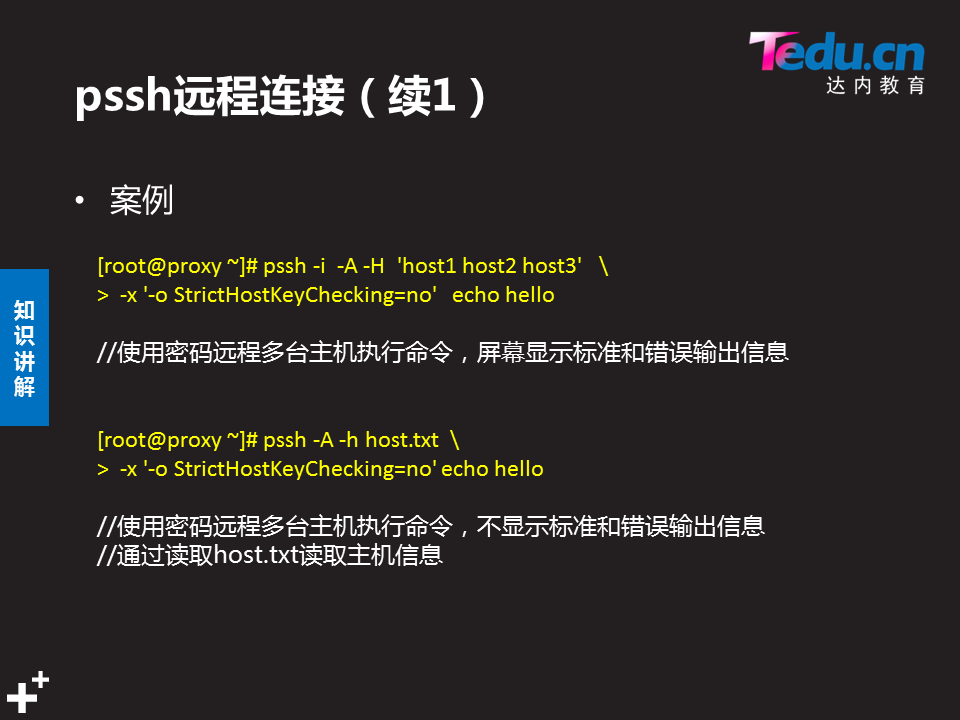 Tedu.cn
达内教育
pssh远程连接（续1）
• 案例
[root@proxy ~]# pssh -i  -A -H  'host1 host2 host3'   \
>  -x '-o StrictHostKeyChecking=no'   echo hello
//使用密码远程多台主机执行命令，屏幕显示标准和错误输出信息
知识讲解
[root@proxy ~]# pssh -A -h host.txt  \
>  -x '-o StrictHostKeyChecking=no' echo hello
//使用密码远程多台主机执行命令，不显示标准和错误输出信息
//通过读取host.txt读取主机信息